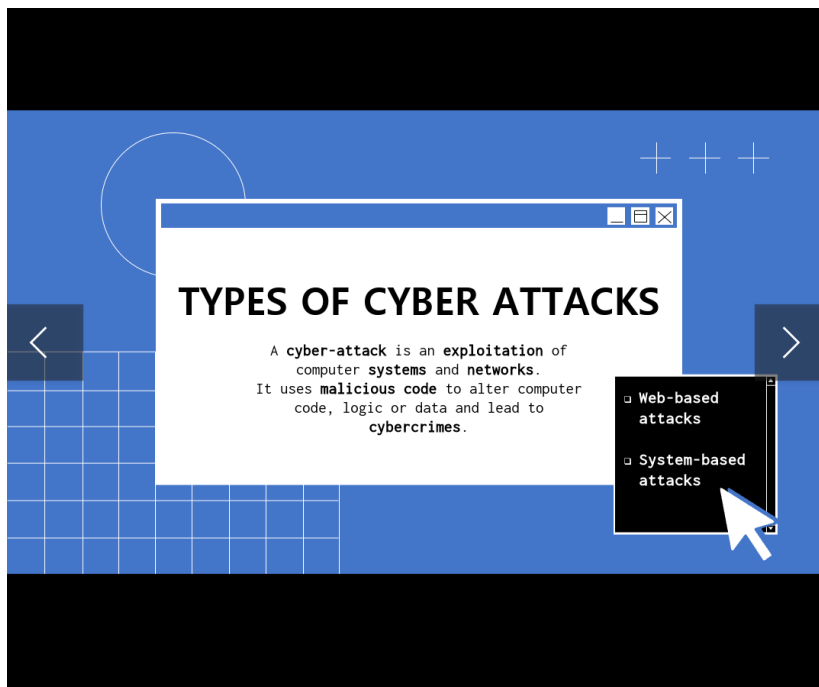 TYPES OF CYBER ATTACKS
A cyber-attack is an exploitation of
computer systems and networks.
It uses malicious code to alter computer
code, logic or data and lead to
cybercrimes.
Web-based
attacks
System-based
attacks